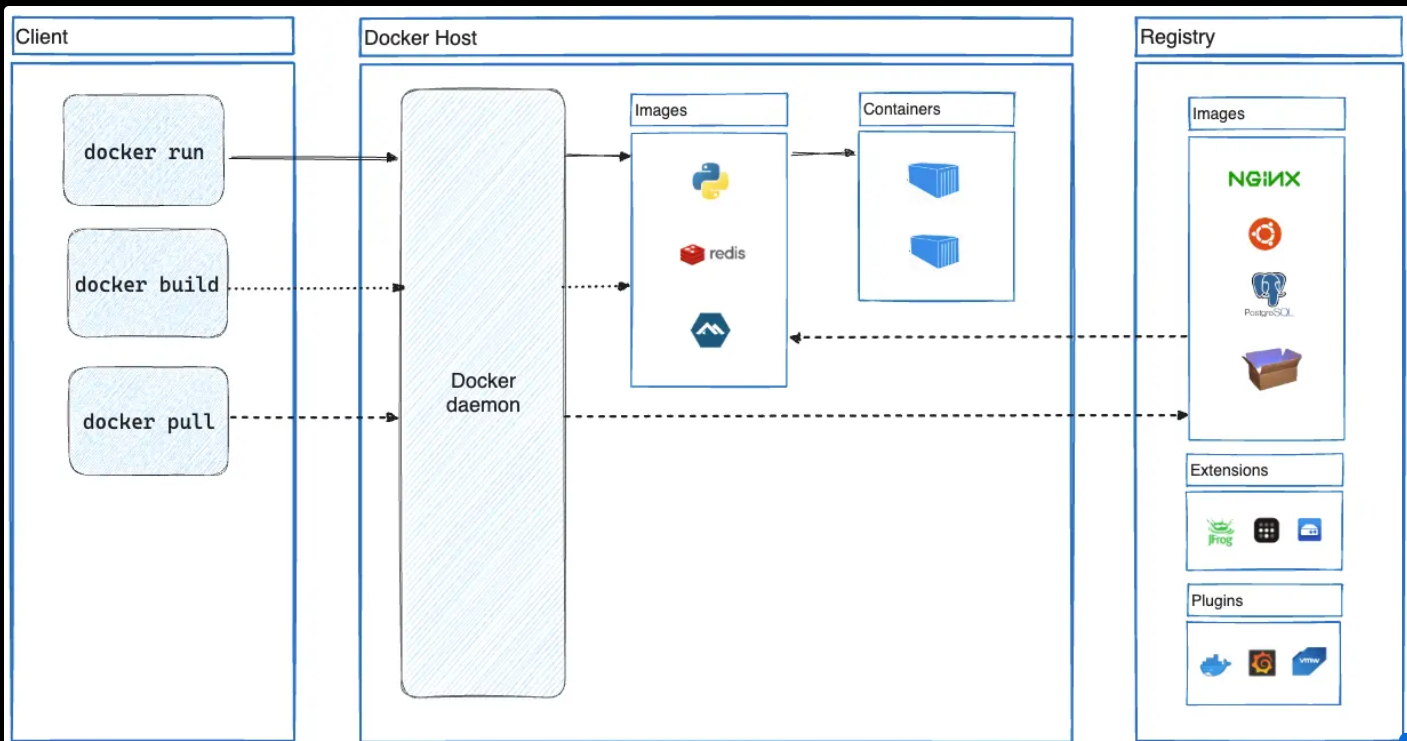 Client
docker run
docker build
docker pull
Docker Host
Docker
daemon
Images
redis
Containers
Registry
Images
NGINX
PostgreSQL
Extensions
JFrog
Plugins
vmw